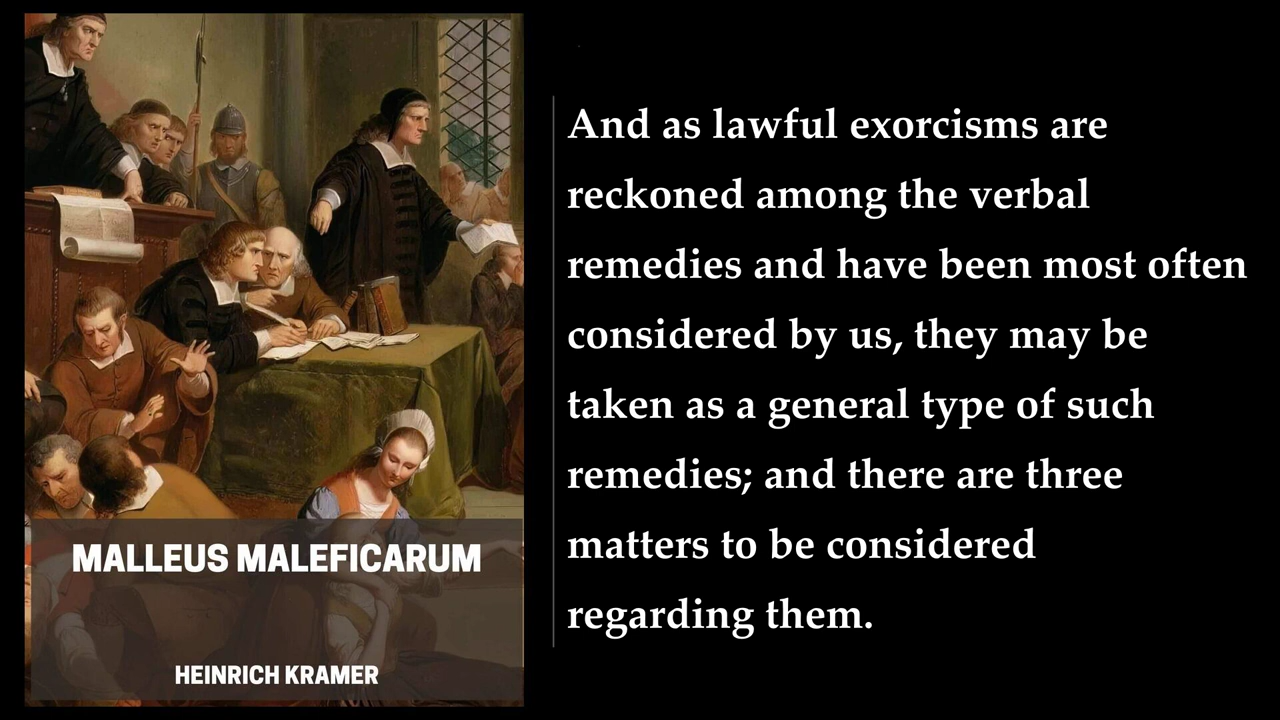 MALLEUS MALEFICARUM
HEINRICH KRAMER
And as lawful exorcisms are
reckoned among the verbal
remedies and have been most often
considered by us, they may be
taken as a general type of such
remedies; and there are three
matters to be considered
regarding them.